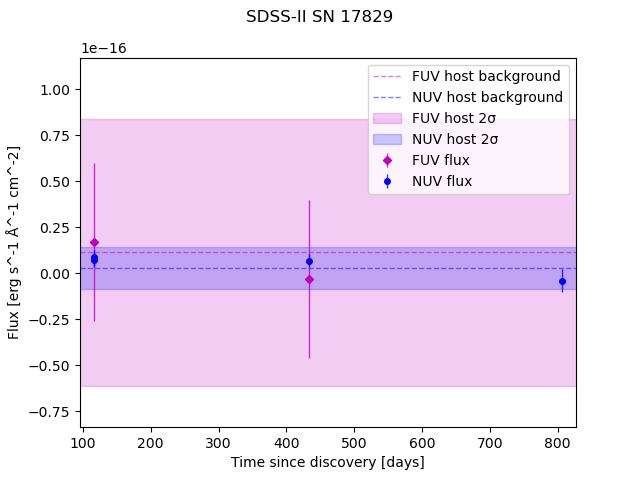 SDSS-II SN 17829
1e−16
FUV host background
NUV host background
FUV host 2σ
NUV host 2σ
FUV flux
NUV flux
1.00
0.75
0.50
0.25
0.00
−0.25
−0.50
−0.75
Flux [erg s^-1 Å^-1 cm^-2]
100 200 300 400 500 600 700 800
Time since discovery [days]